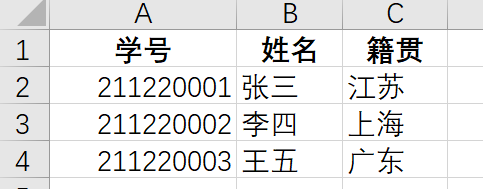 A B C
1 学号 姓名 籍贯
2 211220001 张三 江苏
3 211220002 李四 上海
4 211220003 王五 广东